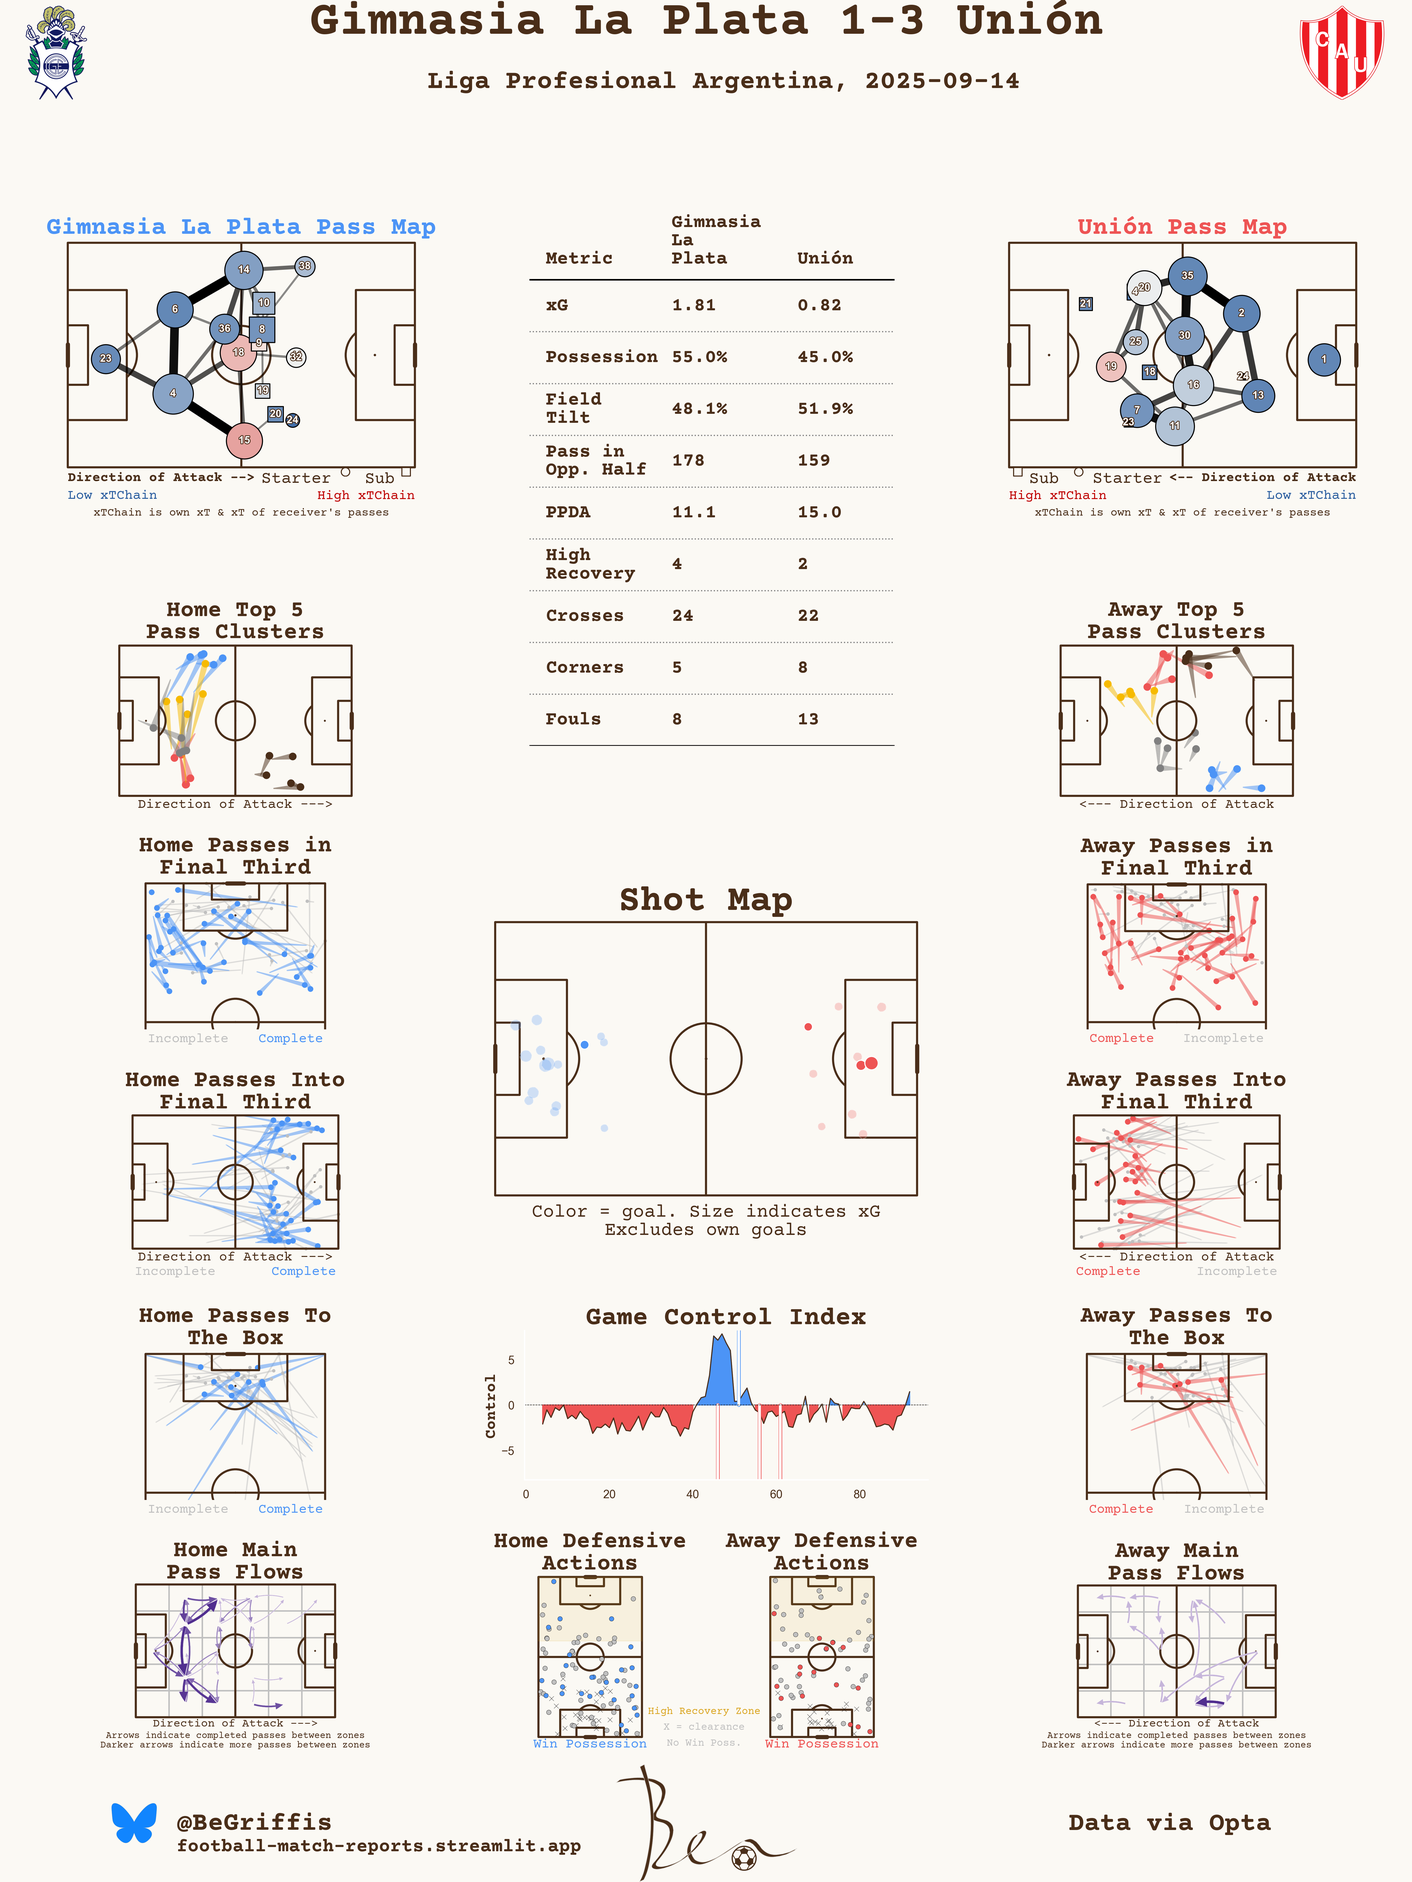 Gimnasia La Plata 1-3 Unión
Liga Profesional Argentina, 2025-09-14
CAU
Gimnasia La Plata Pass Map
14
38
6
10
36
8
9
18
32
23
4
19
20
24
15
Direction of Attack --> Starter Sub
Low xTChain High xTChain
xTChain is own xT & xT of receiver's passes
Metric Gimnasia La Plata Unión
xG 1.81 0.82
Possession 55.0% 45.0%
Field Tilt 48.1% 51.9%
Pass in Opp. Half 178 159
PPDA 11.1 15.0
High Recovery 4 2
Crosses 24 22
Corners 5 8
Fouls 8 13
Unión Pass Map
35
4
20
21
2
30
25
19
18
1
16
24
13
7
23
11
Sub Starter <-- Direction of Attack
High xTChain Low xTChain
xTChain is own xT & xT of receiver's passes
Home Top 5
Pass Clusters
Direction of Attack --->
Away Top 5
Pass Clusters
<--- Direction of Attack
Home Passes in
Final Third
Incomplete Complete
Away Passes in
Final Third
Complete Incomplete
Shot Map
Color = goal. Size indicates xG
Excludes own goals
Home Passes Into
Final Third
Direction of Attack --->
Incomplete Complete
Away Passes Into
Final Third
<--- Direction of Attack
Complete Incomplete
Home Passes To
The Box
Incomplete Complete
Game Control Index
Control
5
0
−5
0 20 40 60 80
Away Passes To
The Box
Complete Incomplete
Home Main
Pass Flows
Direction of Attack --->
Arrows indicate completed passes between zones
Darker arrows indicate more passes between zones
Home Defensive
Actions
Win Possession
Away Defensive
Actions
Win Possession
High Recovery Zone
X = clearance
No Win Poss.
Away Main
Pass Flows
<--- Direction of Attack
Arrows indicate completed passes between zones
Darker arrows indicate more passes between zones
@BeGriffis
football-match-reports.streamlit.app
Ben
Data via Opta